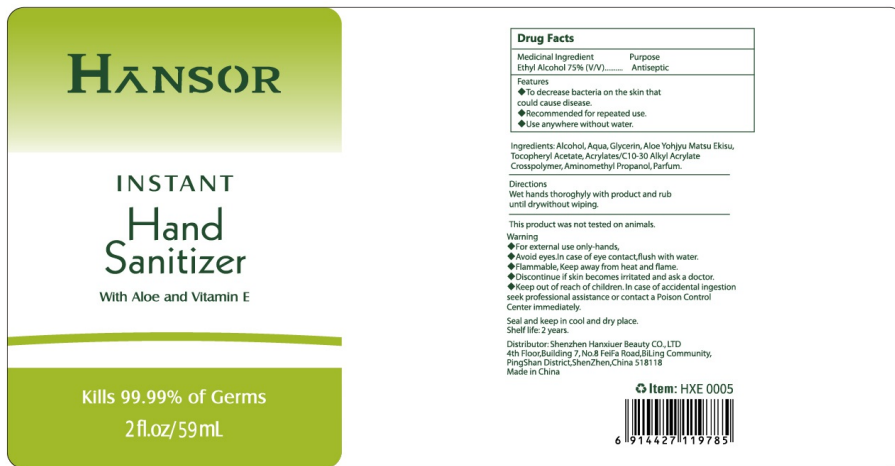 HĀNSOR
INSTANT
Hand
Sanitizer
With Aloe and Vitamin E
Kills 99.99% of Germs
2fl.oz/59mL
Drug Facts
Medicinal Ingredient Purpose
Ethyl Alcohol 75% (V/V)......... Antiseptic
Features
◆To decrease bacteria on the skin that
could cause disease.
◆Recommended for repeated use.
◆Use anywhere without water.
Ingredients: Alcohol, Aqua, Glycerin, Aloe Yohjyu Matsu Ekisu,
Tocopheryl Acetate, Acrylates/C10-30 Alkyl Acrylate
Crosspolymer, Aminomethyl Propanol, Parfum.
Directions
Wet hands thoroghyly with product and rub
until drywithout wiping.
This product was not tested on animals.
Warning
◆For external use only-hands,
◆Avoid eyes.In case of eye contact,flush with water.
◆Flammable, Keep away from heat and flame.
◆Discontinue if skin becomes irritated and ask a doctor.
◆Keep out of reach of children. In case of accidental ingestion
seek professional assistance or contact a Poison Control
Center immediately.
Seal and keep in cool and dry place.
Shelf life: 2 years.
Distributor: Shenzhen Hanxiuer Beauty CO., LTD
4th Floor,Building 7, No.8 FeiFa Road,BiLing Community,
PingShan District,ShenZhen,China 518118
Made in China
♻ Item: HXE 0005
6 914427 119785